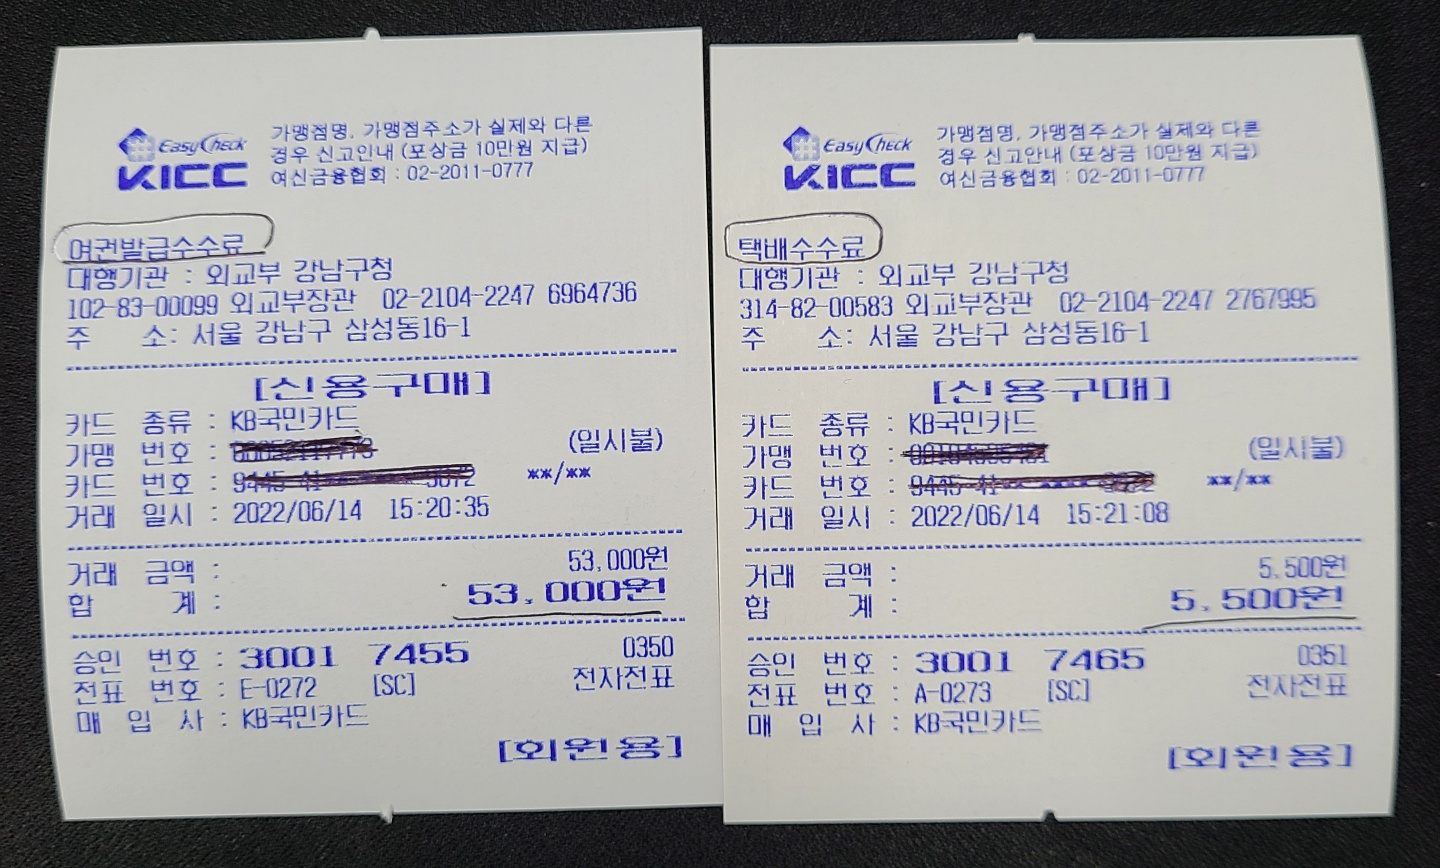 EasyCheck
KICC
가맹점명, 가맹점주소가 실제와 다른
경우 신고안내 (포상금 10만원 지급)
여신금융협회 : 02-2011-0777
여권발급수수료
대행기관 : 외교부 강남구청
102-83-00099 외교부장관 02-2104-2247 6964736
주 소: 서울 강남구 삼성동16-1
[신용구매]
카드 종류 : KB국민카드
가맹 번호 : (일시불)
카드 번호 : **/**
거래 일시 : 2022/06/14 15:20:35
거래 금액 : 53,000원
합 계 : 53,000원
승인 번호 : 3001 7455 0350
전표 번호 : E-0272 [SC] 전자전표
매 입 사 : KB국민카드
[회원용]
EasyCheck
KICC
가맹점명, 가맹점주소가 실제와 다른
경우 신고안내 (포상금 10만원 지급)
여신금융협회 : 02-2011-0777
택배수수료
대행기관 : 외교부 강남구청
314-82-00583 외교부장관 02-2104-2247 2767995
주 소: 서울 강남구 삼성동16-1
[신용구매]
카드 종류 : KB국민카드
가맹 번호 : (일시불)
카드 번호 : **/**
거래 일시 : 2022/06/14 15:21:08
거래 금액 : 5,500원
합 계 : 5,500원
승인 번호 : 3001 7465 0351
전표 번호 : A-0273 [SC] 전자전표
매 입 사 : KB국민카드
[회원용]